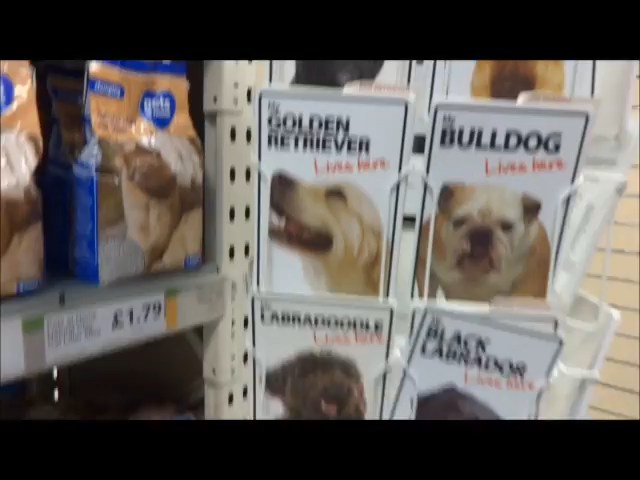 pets
£1.79
GOLDEN
RETRIEVER
Lives here
BULLDOG
Lives here
LABRADOODLE
Lives here
BLACK
LABRADOR
Lives here